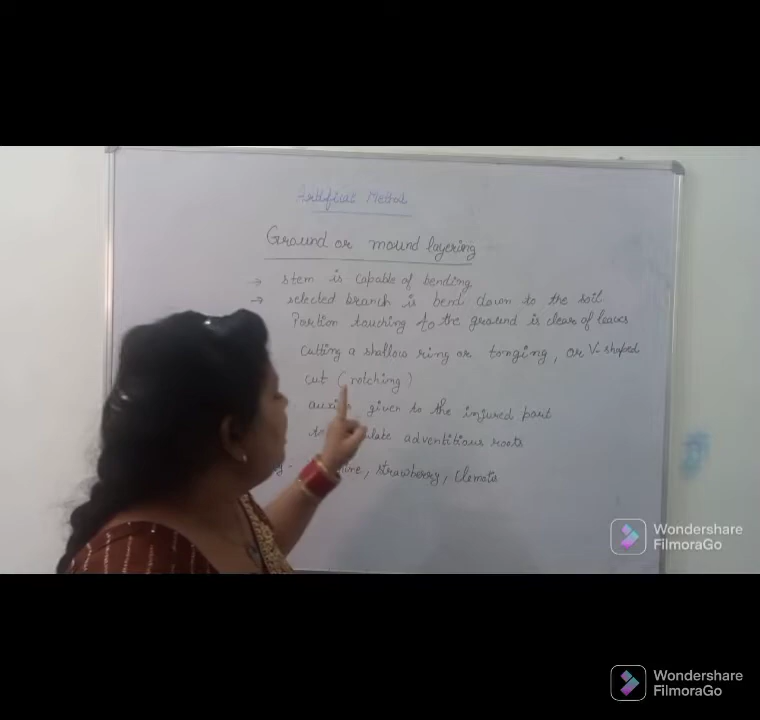 Artificial Method
Ground or mound layering
→ stem is capable of bending
→ selected branch is bend down to the soil
Portion touching to the ground is clear of leaves
Cutting a shallow ring or tonging, or V-shaped
cut (notching)
auxin given to the injured part
adventitious roots
strawberry, Clematis
Wondershare
FilmoraGo
Wondershare
FilmoraGo